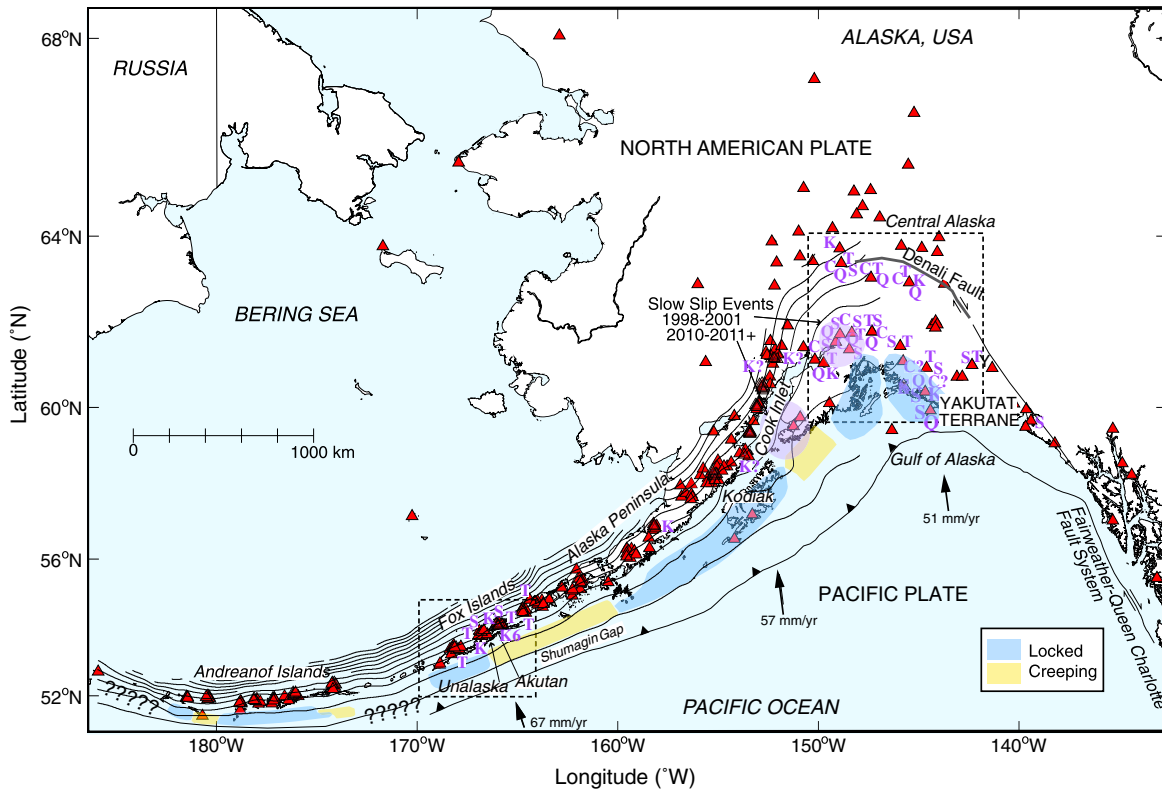 68°N
64°N
60°N
56°N
52°N
Latitude (˚N)
RUSSIA
ALASKA, USA
NORTH AMERICAN PLATE
Central Alaska
K
T
C
Q
S
C
T
Q
Q
C
T
K
Q
Denali Fault
BERING SEA
Slow Slip Events
1998-2001
2010-2011+
K?
K?
Q
K
S
T
Cook Inlet
YAKUTAT
TERRANE
S
0
1000 km
K?
Kodiak
Gulf of Alaska
Alaska Peninsula
K
51 mm/yr
Fairweather-Queen Charlotte
Fault System
PACIFIC PLATE
57 mm/yr
Fox Islands
T
S
K
S
T
T
T
K
K6
T
Shumagin Gap
Andreanof Islands
Unalaska
Akutan
?????
?????
67 mm/yr
PACIFIC OCEAN
Locked
Creeping
180°W
170°W
160°W
150°W
140°W
Longitude (˚W)